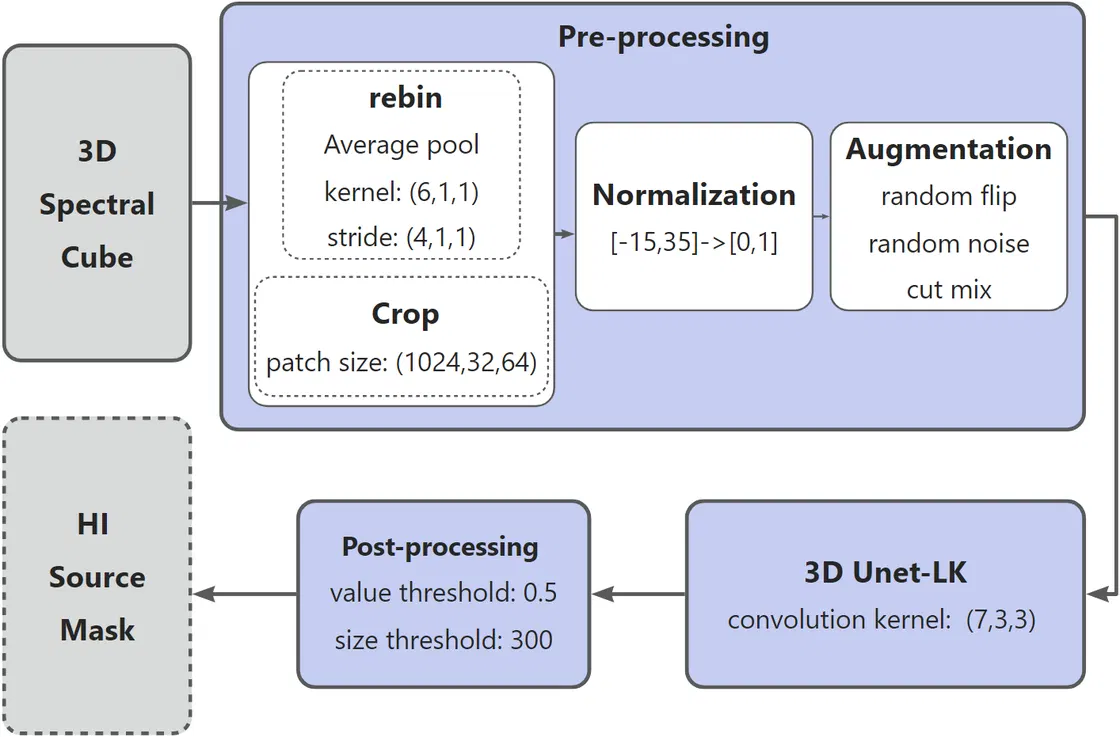 3D
Spectral
Cube
Pre-processing
rebin
Average pool
kernel: (6,1,1)
stride: (4,1,1)
Crop
patch size: (1024,32,64)
Normalization
[-15,35]->[0,1]
Augmentation
random flip
random noise
cut mix
3D Unet-LK
convolution kernel: (7,3,3)
Post-processing
value threshold: 0.5
size threshold: 300
HI
Source
Mask